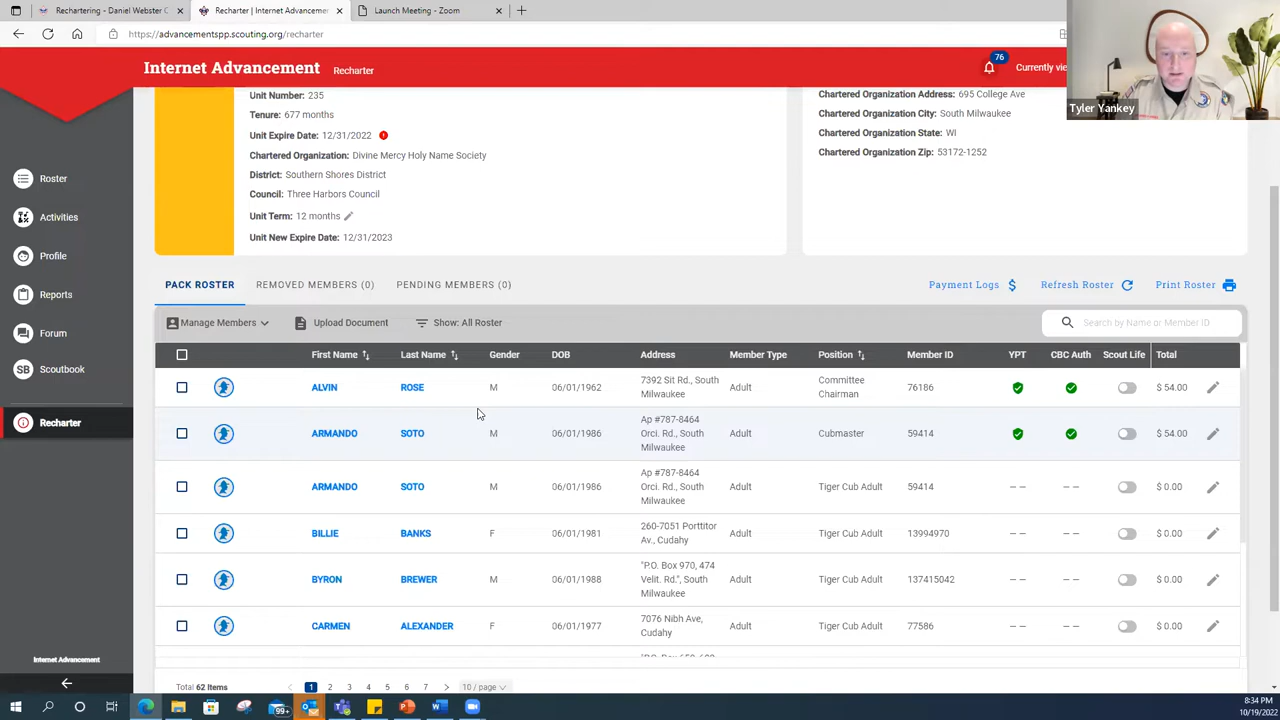 Rechartering - Daniel Webster C
Recharter | Internet Advancemen
Launch Meeting - Zoom
https://advancementspp.scouting.org/recharter
Internet Advancement
Recharter
76
Currently vie
Tyler Yankey
Unit Number: 235
Tenure: 677 months
Unit Expire Date: 12/31/2022
Chartered Organization: Divine Mercy Holy Name Society
District: Southern Shores District
Council: Three Harbors Council
Unit Term: 12 months
Unit New Expire Date: 12/31/2023
Chartered Organization Address: 695 College Ave
Chartered Organization City: South Milwaukee
Chartered Organization State: WI
Chartered Organization Zip: 53172-1252
Roster
Activities
Profile
Reports
Forum
SB Scoutbook
Recharter
Internet Advancement
PACK ROSTER REMOVED MEMBERS (0) PENDING MEMBERS (0)
Payment Logs $ Refresh Roster Print Roster
Manage Members Upload Document Show: All Roster Search by Name or Member ID
First Name Last Name Gender DOB Address Member Type Position Member ID YPT CBC Auth Scout Life Total
ALVIN ROSE M 06/01/1962 7392 Sit Rd., South Milwaukee Adult Committee Chairman 76186 $ 54.00
ARMANDO SOTO M 06/01/1986 Ap #787-8464 Orci. Rd., South Milwaukee Adult Cubmaster 59414 $ 54.00
ARMANDO SOTO M 06/01/1986 Ap #787-8464 Orci. Rd., South Milwaukee Adult Tiger Cub Adult 59414 – – – – $ 0.00
BILLIE BANKS F 06/01/1981 260-7051 Porttitor Av., Cudahy Adult Tiger Cub Adult 13994970 – – – – $ 0.00
BYRON BREWER M 06/01/1988 "P.O. Box 970, 474 Velit. Rd.", South Milwaukee Adult Tiger Cub Adult 137415042 – – – – $ 0.00
CARMEN ALEXANDER F 06/01/1977 7076 Nibh Ave, Cudahy Adult Tiger Cub Adult 77586 – – – – $ 0.00
Total 62 Items
1 2 3 4 5 6 7
10 / page
99+
8:34 PM
10/19/2022